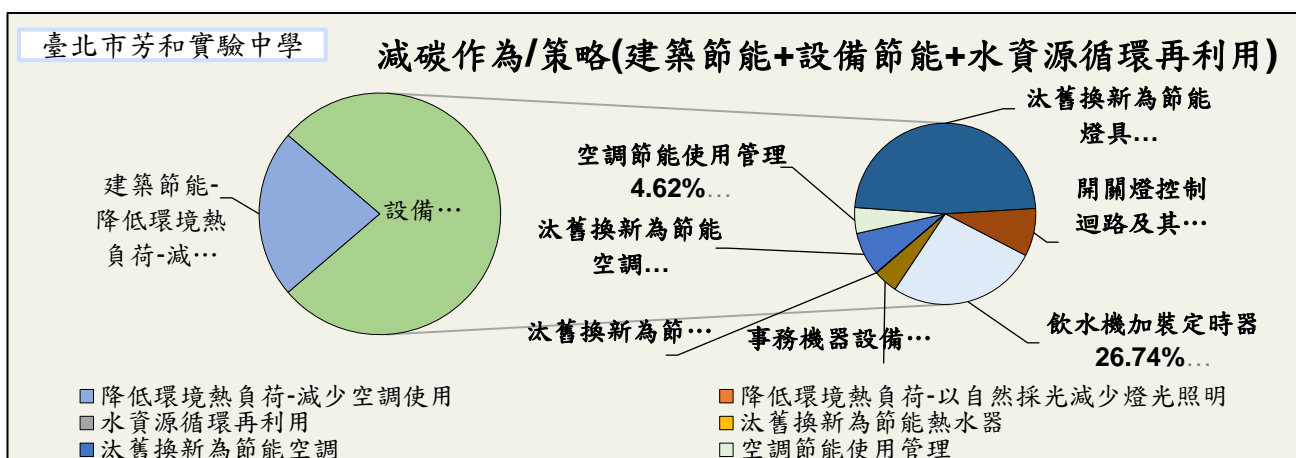 臺北市芳和實驗中學
減碳作為/策略(建築節能+設備節能+水資源循環再利用)
建築節能-
降低環境熱
負荷-減…
設備…
空調節能使用管理
4.62%…
汰舊換新為節能
空調…
汰舊換新為節…
事務機器設備…
汰舊換新為節能
燈具…
開關燈控制
迴路及其…
飲水機加裝定時器
26.74%…
降低環境熱負荷-減少空調使用
降低環境熱負荷-以自然採光減少燈光照明
水資源循環再利用
汰舊換新為節能熱水器
汰舊換新為節能空調
空調節能使用管理